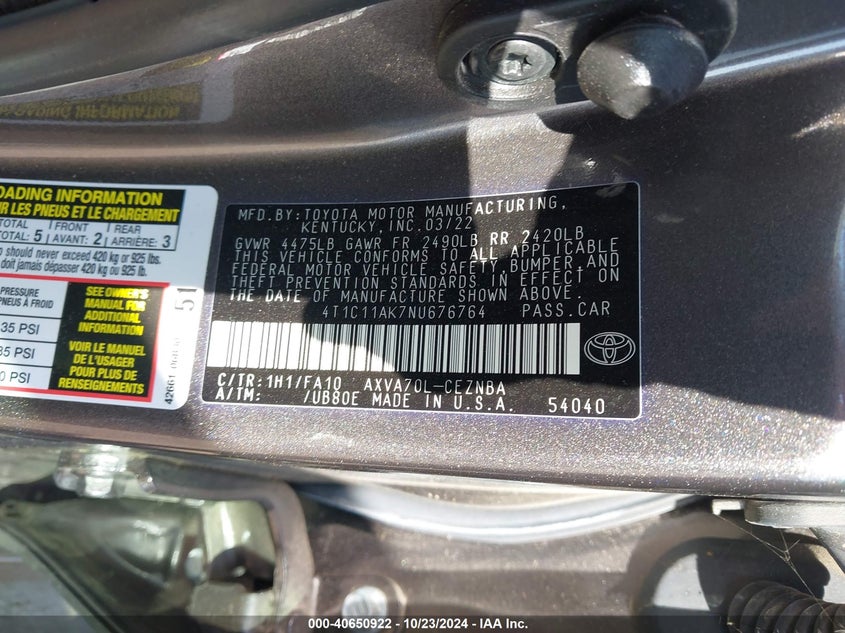 LOADING INFORMATION
R LES PNEUS ET LE CHARGEMENT
TOTAL 5 FRONT AVANT: 2 REAR ARRIÈRE: 3
should never exceed 420 kg or 925 lbs.
doit jamais dépasser 420 kg ou 925 lb.
PRESSURE
PNEUS À FROID
35 PSI
35 PSI
0 PSI
SEE OWNER'S
MANUAL FOR
ADDITIONAL
INFORMATION
VOIR LE MANUEL
DE L'USAGER
POUR PLUS DE
RENSEIGNEMENTS
51
MFD.BY:TOYOTA MOTOR MANUFACTURING,
KENTUCKY,INC.03/22
GVWR 4475LB GAWR FR 2490LB RR 2420LB
THIS VEHICLE CONFORMS TO ALL APPLICABLE
FEDERAL MOTOR VEHICLE SAFETY,BUMPER,AND
THEFT PREVENTION STANDARDS IN EFFECT ON
THE DATE OF MANUFACTURE SHOWN ABOVE.
4T1C11AK7NU676764 PASS.CAR
C/TR:1H1/FA10 AXVA70L-CEZNBA
A/TM: /UB80E MADE IN U.S.A. 54040
000-40650922 | 10/23/2024 - IAA Inc.